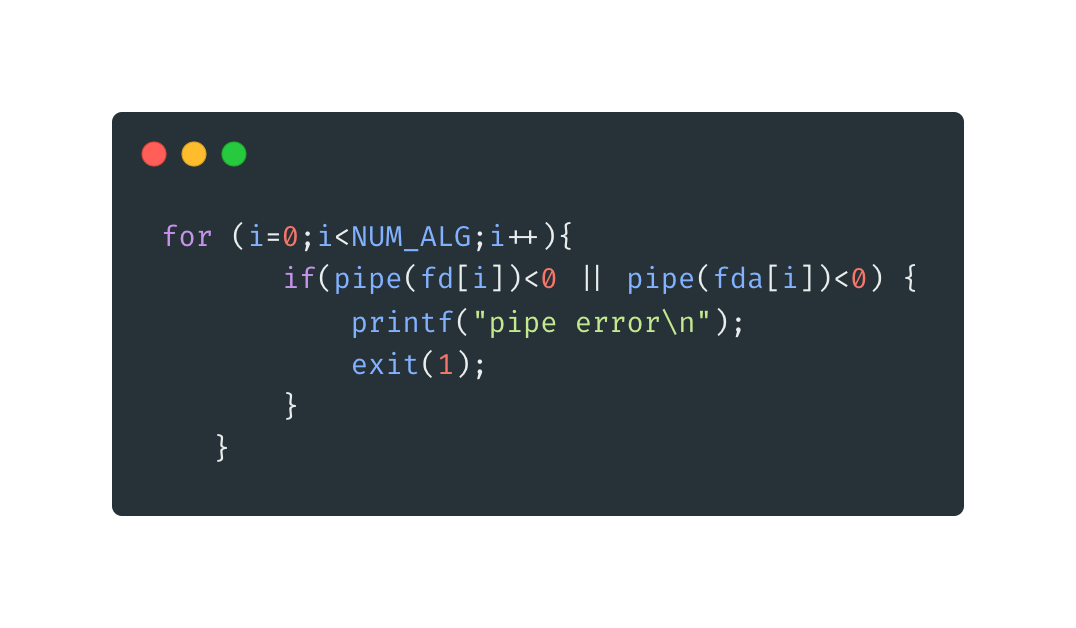 for (i=0;i<NUM_ALG;i++){
        if(pipe(fd[i])<0 || pipe(fda[i])<0) {
            printf("pipe error\n");
            exit(1);
        }
    }